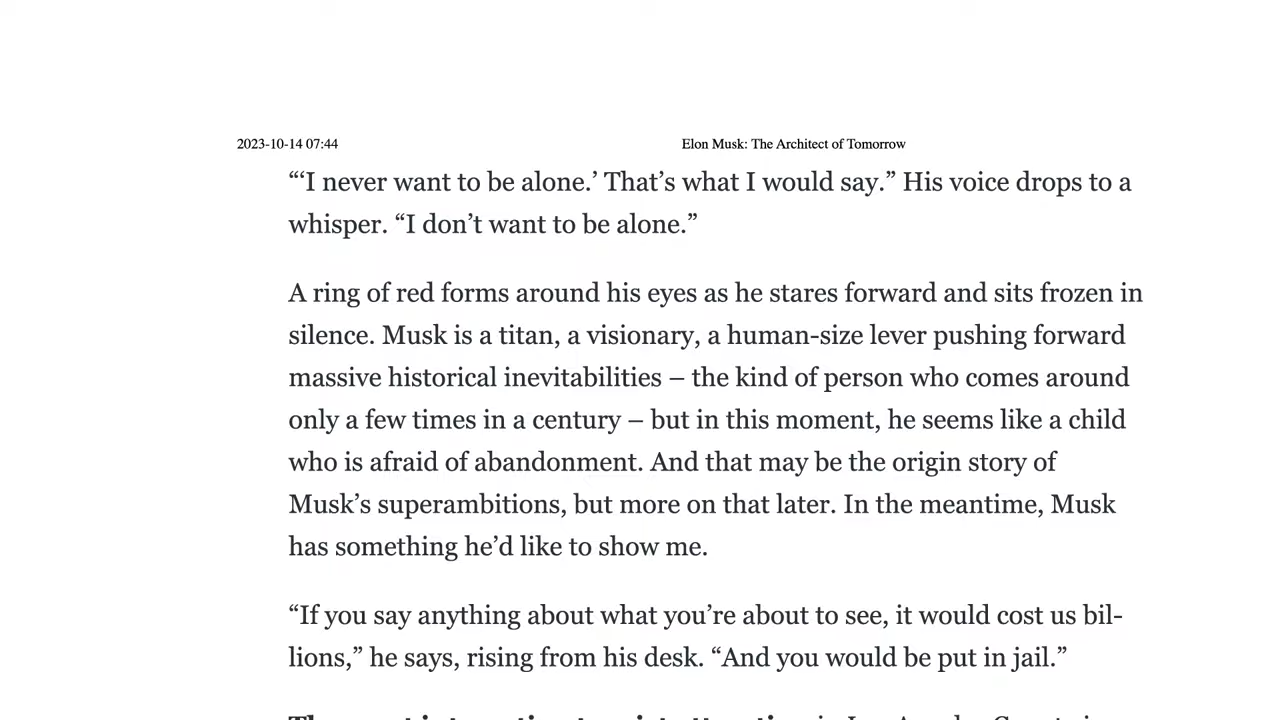 2023-10-14 07:44 Elon Musk: The Architect of Tomorrow
“‘I never want to be alone.’ That’s what I would say.” His voice drops to a
whisper. “I don’t want to be alone.”
A ring of red forms around his eyes as he stares forward and sits frozen in
silence. Musk is a titan, a visionary, a human-size lever pushing forward
massive historical inevitabilities – the kind of person who comes around
only a few times in a century – but in this moment, he seems like a child
who is afraid of abandonment. And that may be the origin story of
Musk’s superambitions, but more on that later. In the meantime, Musk
has something he’d like to show me.
“If you say anything about what you’re about to see, it would cost us bil-
lions,” he says, rising from his desk. “And you would be put in jail.”